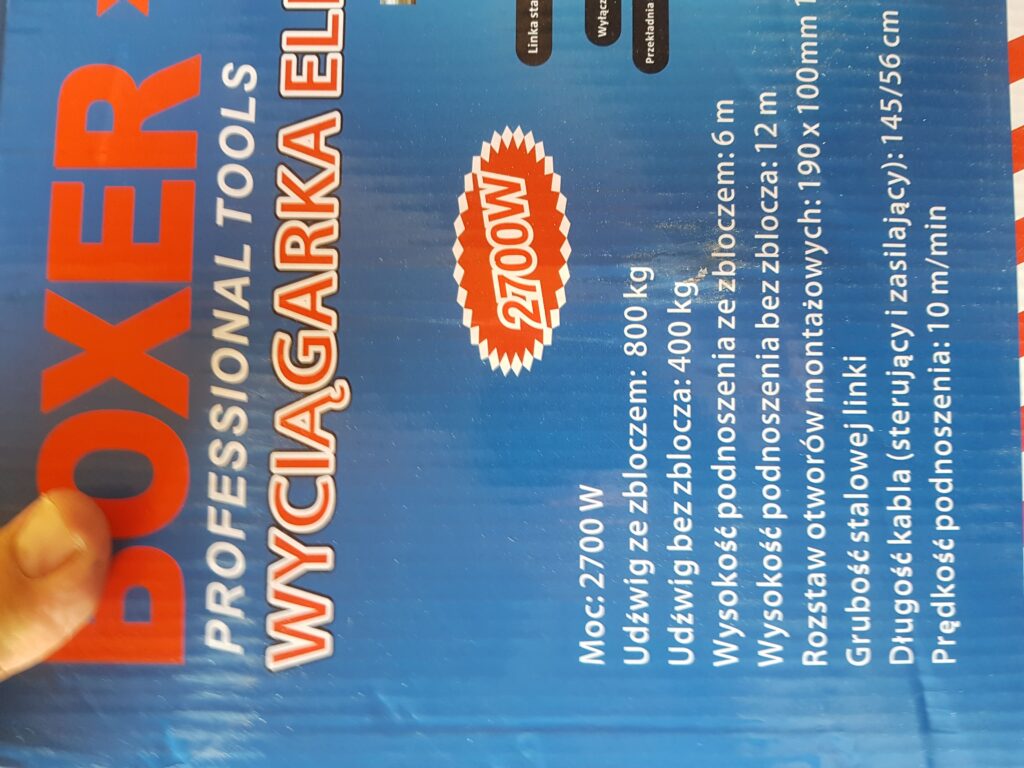 BOXER
PROFESSIONAL TOOLS
WYCIĄGARKA
Linka
Przekładnia
2700W
Moc: 2700 W
Udźwig ze zbloczem: 800 kg
Udźwig bez zblocza: 400 kg
Wysokość podnoszenia ze zbloczem: 6 m
Wysokość podnoszenia bez zblocza: 12 m
Rozstaw otworów montażowych: 190 x 100mm
Grubość stalowej linki
Długość kabla (sterujący i zasilający): 145/56 cm
Prędkość podnoszenia: 10 m/min